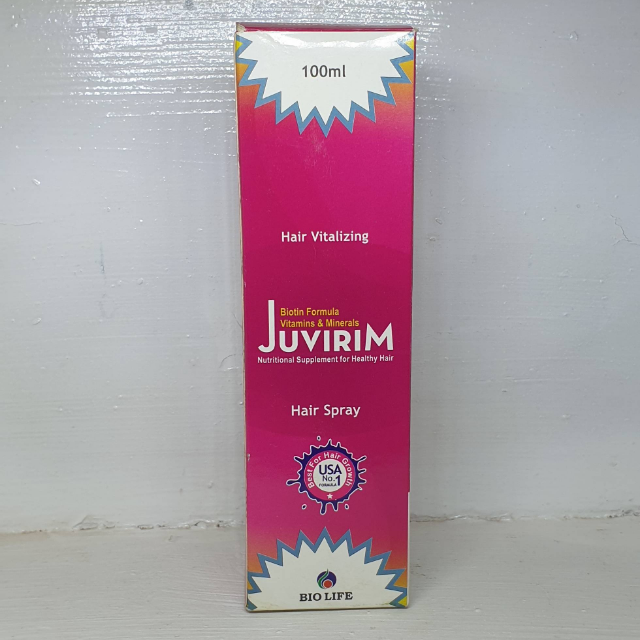 100ml
Hair Vitalizing
Biotin Formula
Vitamins & Minerals
JUVIRIM
Nutritional Supplement for Healthy Hair
Hair Spray
Best For Hair Growth
USA
No.1
FORMULA
BIO LIFE